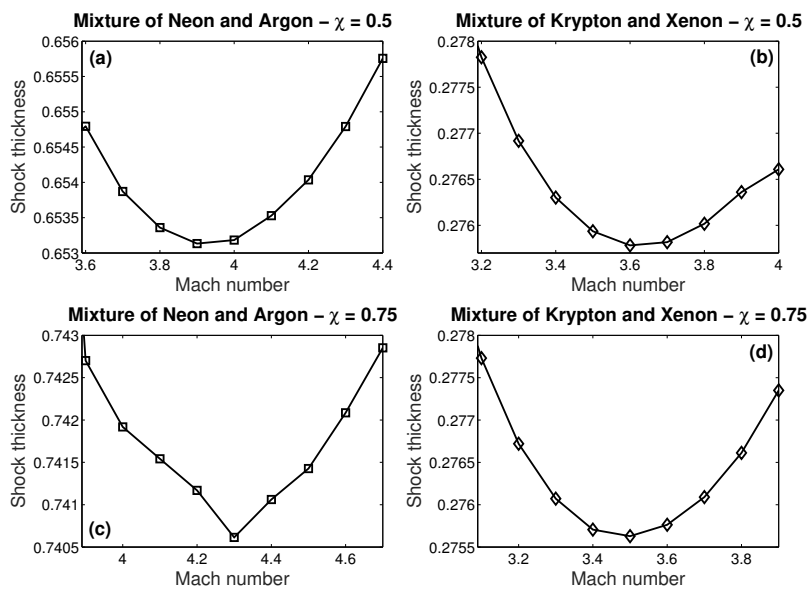 Mixture of Neon and Argon – χ = 0.5
(a)
0.656
0.6555
0.655
0.6545
0.654
0.6535
0.653
Shock thickness
3.6 3.8 4 4.2 4.4
Mach number
Mixture of Krypton and Xenon – χ = 0.5
(b)
0.278
0.2775
0.277
0.2765
0.276
Shock thickness
3.2 3.4 3.6 3.8 4
Mach number
Mixture of Neon and Argon – χ = 0.75
(c)
0.743
0.7425
0.742
0.7415
0.741
0.7405
Shock thickness
4 4.2 4.4 4.6
Mach number
Mixture of Krypton and Xenon – χ = 0.75
(d)
0.278
0.2775
0.277
0.2765
0.276
0.2755
Shock thickness
3.2 3.4 3.6 3.8
Mach number